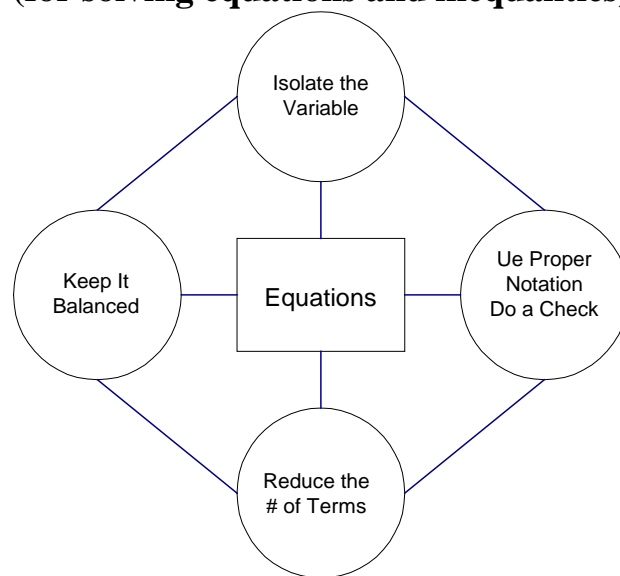 (for solving equations and inequalities)
Isolate the
Variable
Keep It
Balanced
Equations
Ue Proper
Notation
Do a Check
Reduce the
# of Terms